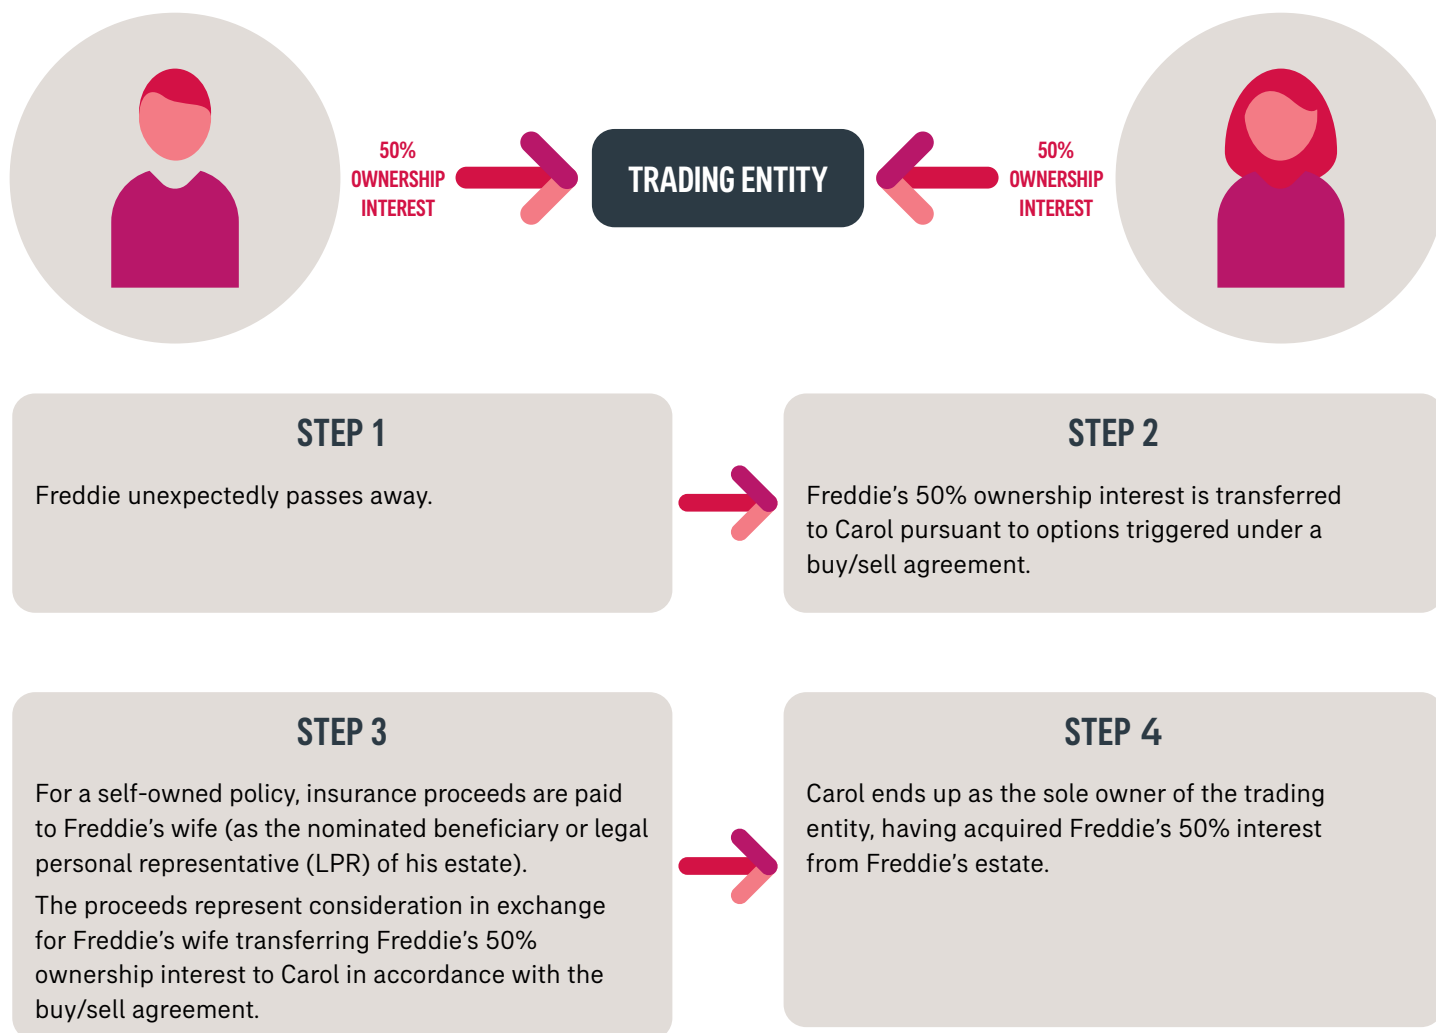 50%
OWNERSHIP
INTEREST
TRADING ENTITY
50%
OWNERSHIP
INTEREST
STEP 1
Freddie unexpectedly passes away.
STEP 2
Freddie’s 50% ownership interest is transferred
to Carol pursuant to options triggered under a
buy/sell agreement.
STEP 3
For a self-owned policy, insurance proceeds are paid
to Freddie’s wife (as the nominated beneficiary or legal
personal representative (LPR) of his estate).
The proceeds represent consideration in exchange
for Freddie’s wife transferring Freddie’s 50%
ownership interest to Carol in accordance with the
buy/sell agreement.
STEP 4
Carol ends up as the sole owner of the trading
entity, having acquired Freddie’s 50% interest
from Freddie’s estate.